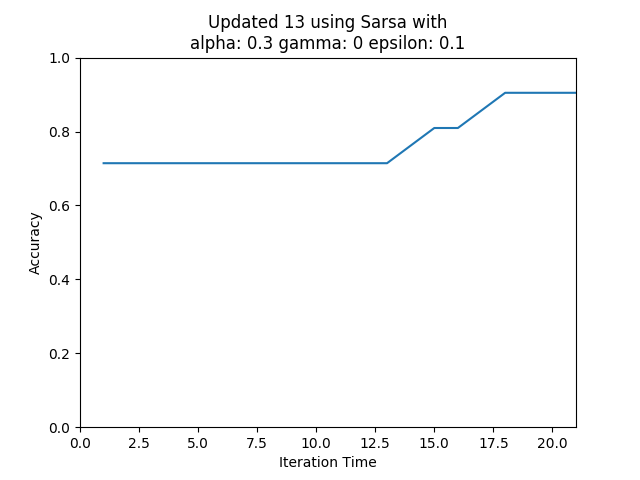 Updated 13 using Sarsa with
alpha: 0.3 gamma: 0 epsilon: 0.1
1.0
0.8
0.6
0.4
0.2
0.0
Accuracy
0.0 2.5 5.0 7.5 10.0 12.5 15.0 17.5 20.0
Iteration Time